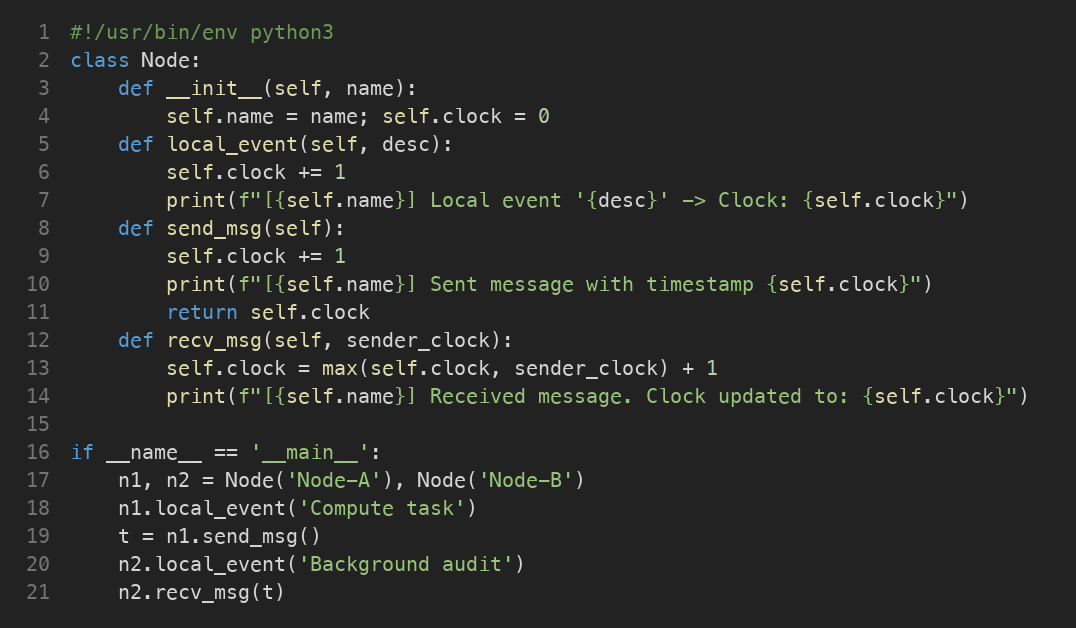 1 #!/usr/bin/env python3
2 class Node:
3     def __init__(self, name):
4         self.name = name; self.clock = 0
5     def local_event(self, desc):
6         self.clock += 1
7         print(f"[{self.name}] Local event '{desc}' -> Clock: {self.clock}")
8     def send_msg(self):
9         self.clock += 1
10         print(f"[{self.name}] Sent message with timestamp {self.clock}")
11         return self.clock
12     def recv_msg(self, sender_clock):
13         self.clock = max(self.clock, sender_clock) + 1
14         print(f"[{self.name}] Received message. Clock updated to: {self.clock}")
15
16 if __name__ == '__main__':
17     n1, n2 = Node('Node-A'), Node('Node-B')
18     n1.local_event('Compute task')
19     t = n1.send_msg()
20     n2.local_event('Background audit')
21     n2.recv_msg(t)